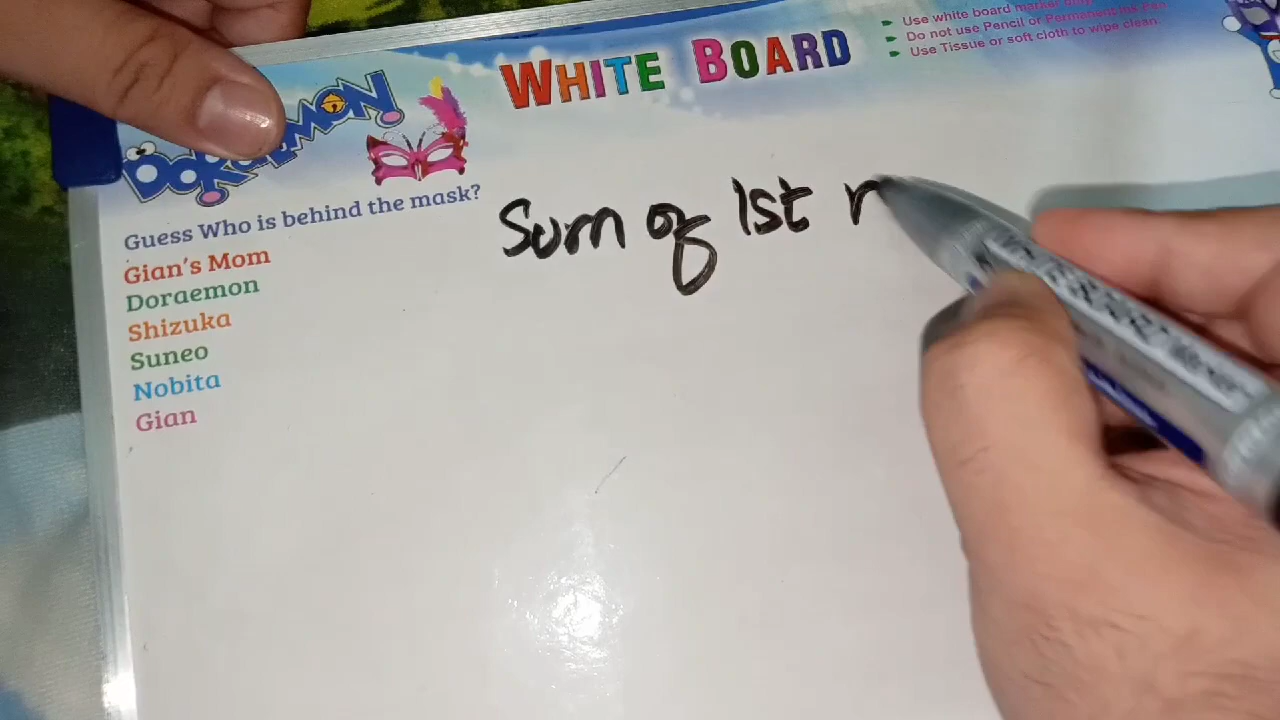 WHITE BOARD
Use white board marker only.
Do not use Pencil or Permanent Ink Pen
Use Tissue or soft cloth to wipe clean.
DORAEMON
Guess Who is behind the mask?
Gian's Mom
Doraemon
Shizuka
Suneo
Nobita
Gian
Sum of 1st n